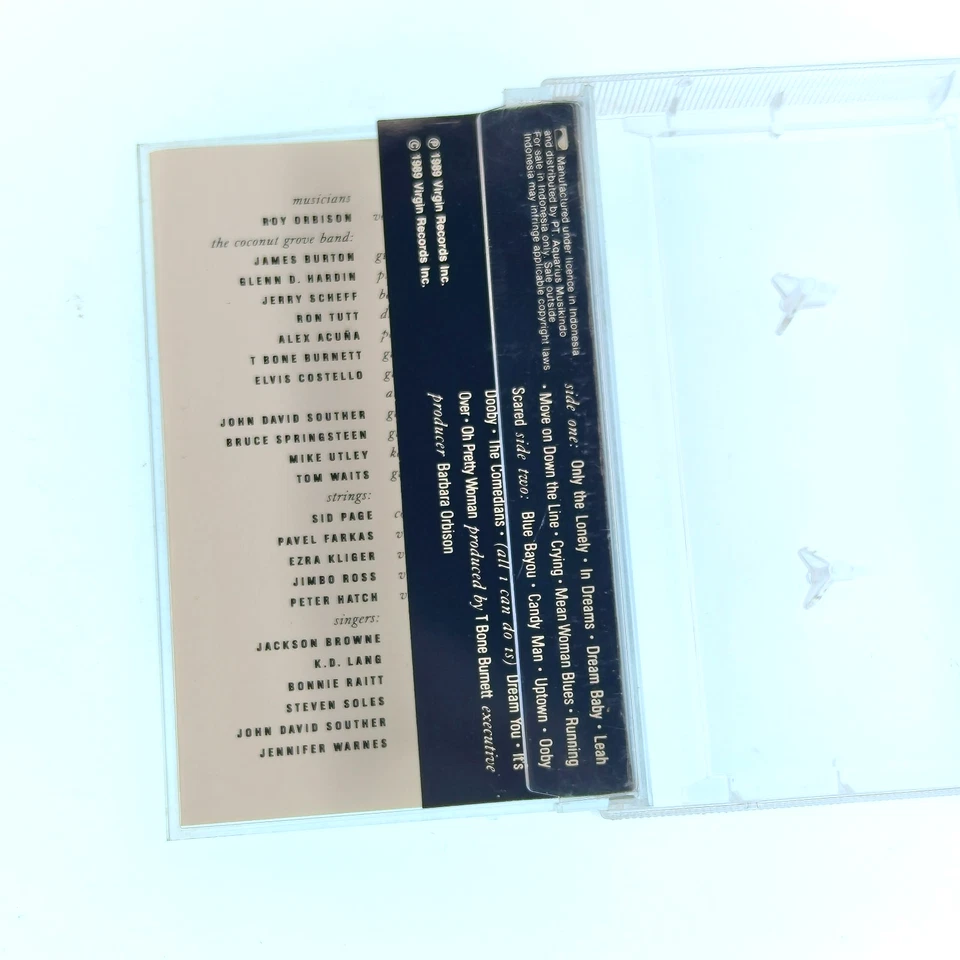 musicians
ROY ORBISON
the coconut grove band:
JAMES BURTON
GLENN D. HARDIN
JERRY SCHEFF
RON TUTT
ALEX ACUÑA
T BONE BURNETT
ELVIS COSTELLO
JOHN DAVID SOUTHER
BRUCE SPRINGSTEEN
MIKE UTLEY
TOM WAITS
strings:
SID PAGE
PAVEL FARKAS
EZRA KLIGER
JIMBO ROSS
PETER HATCH
singers:
JACKSON BROWNE
K.D. LANG
BONNIE RAITT
STEVEN SOLES
JOHN DAVID SOUTHER
JENNIFER WARNES
Manufactured under licence in Indonesia
and distributed by PT. Aquarius Musikindo
For sale in Indonesia only. Sale outside
Indonesia may infringe applicable copyright laws
℗ 1989 Virgin Records Inc.
© 1989 Virgin Records Inc.
side one: Only the Lonely • In Dreams • Dream Baby • Leah
• Move on Down the Line • Crying • Mean Woman Blues • Running
Scared side two: Blue Bayou • Candy Man • Uptown • Ooby
Dooby • The Comedians • (all i can do is) Dream You • It's
Over • Oh Pretty Woman produced by T Bone Burnett executive
producer Barbara Orbison